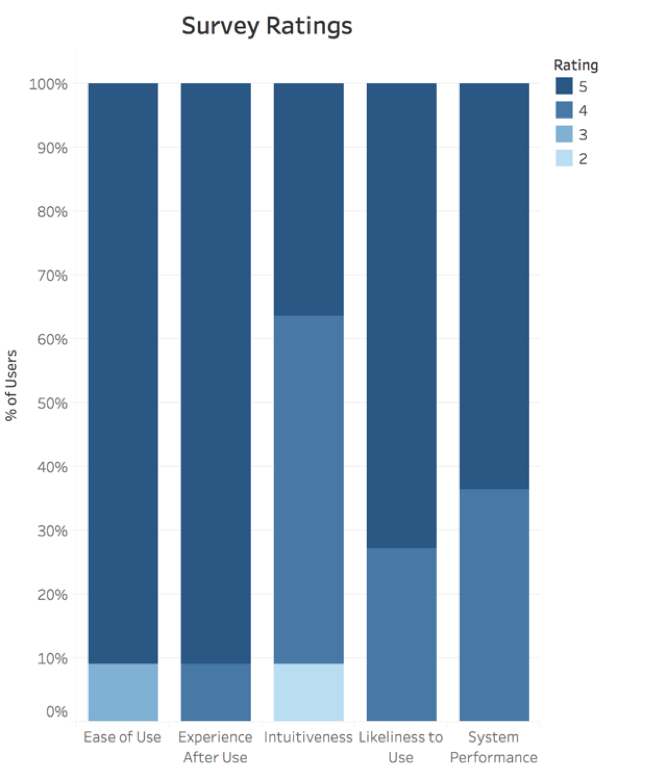 Survey Ratings
Rating
5
4
3
2
100%
90%
80%
70%
60%
50%
40%
30%
20%
10%
0%
% of Users
Ease of Use
Experience
After Use
Intuitiveness
Likeliness to
Use
System
Performance